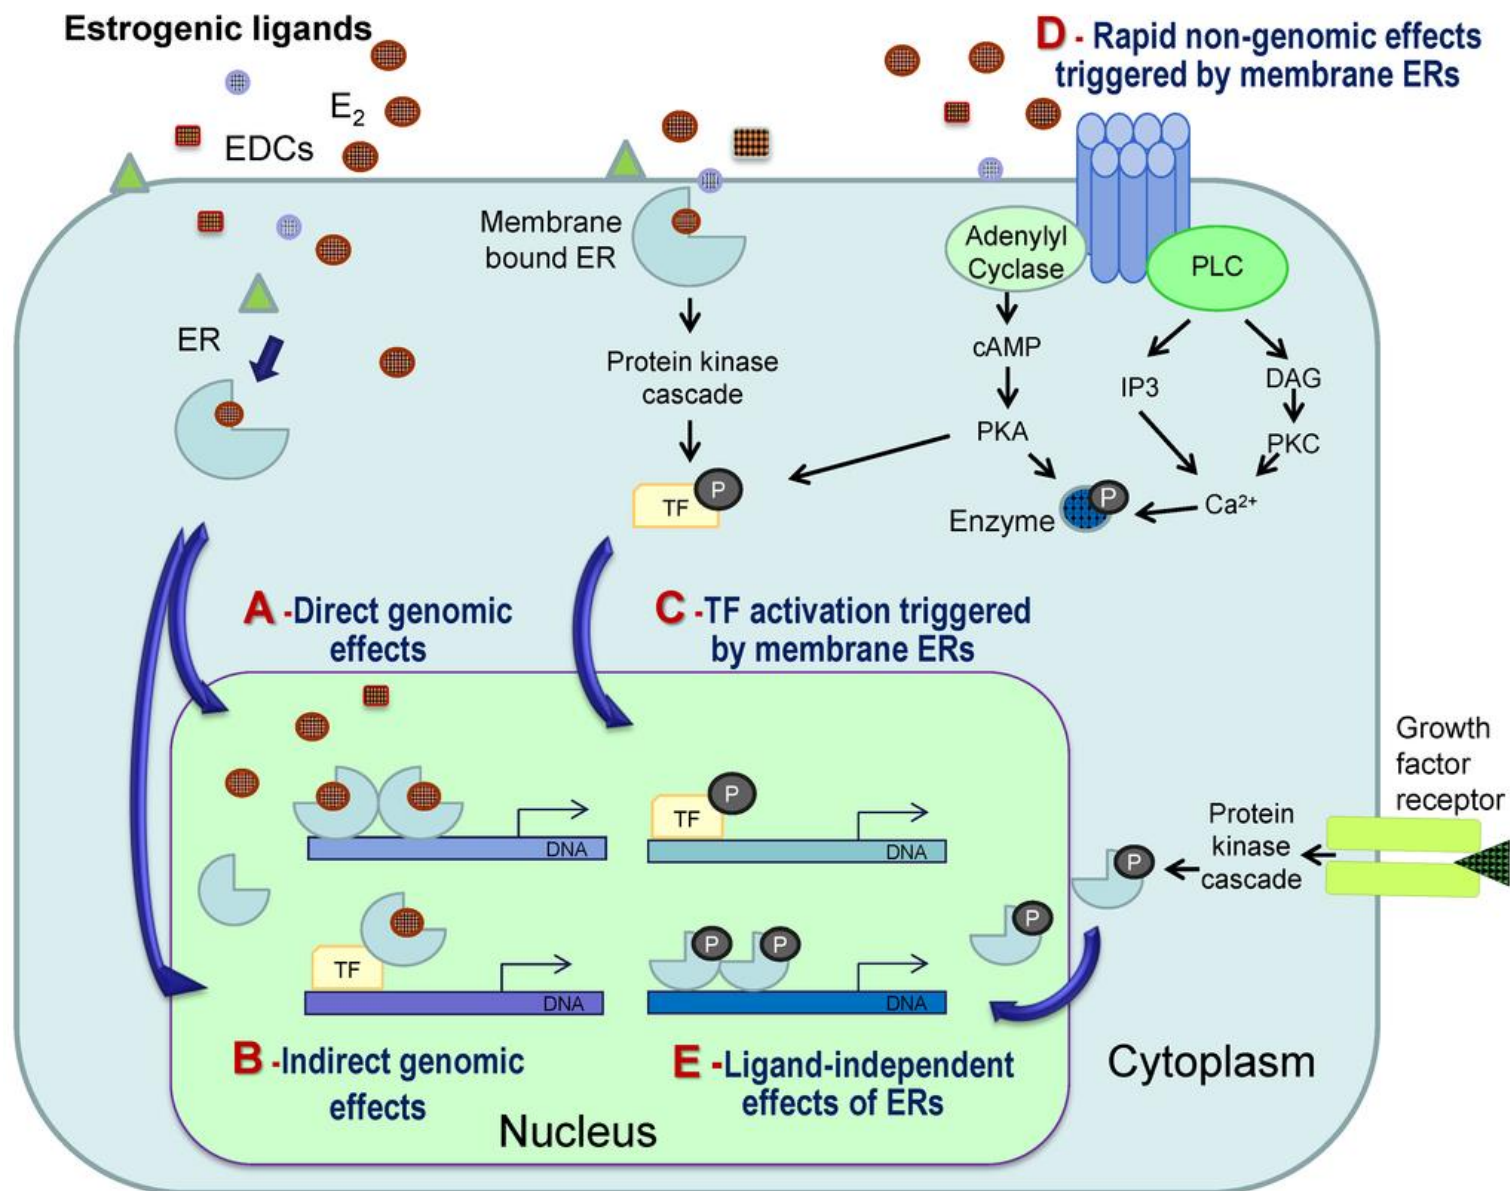 Estrogenic ligands
E2
EDCs
D - Rapid non-genomic effects
triggered by membrane ERs
Membrane
bound ER
Adenylyl
Cyclase
PLC
ER
Protein kinase
cascade
cAMP
IP3
DAG
PKA
PKC
TF
P
Enzyme
P
Ca²⁺
A -Direct genomic
effects
C -TF activation triggered
by membrane ERs
Growth
factor
receptor
TF
P
DNA
DNA
Protein
kinase
cascade
P
TF
DNA
P
P
DNA
P
B -Indirect genomic
effects
E -Ligand-independent
effects of ERs
Cytoplasm
Nucleus